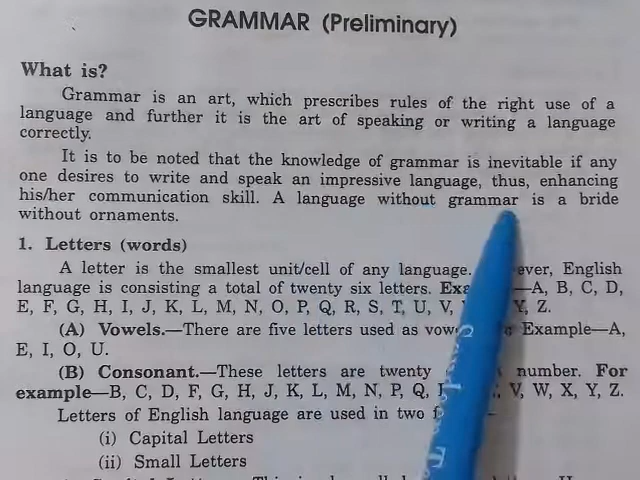 GRAMMAR (Preliminary)
What is?
Grammar is an art, which prescribes rules of the right use of a
language and further it is the art of speaking or writing a language
correctly.
It is to be noted that the knowledge of grammar is inevitable if any
one desires to write and speak an impressive language, thus, enhancing
his/her communication skill. A language without grammar is a bride
without ornaments.
1. Letters (words)
A letter is the smallest unit/cell of any language. English
language is consisting a total of twenty six letters. —A, B, C, D,
E, F, G, H, I, J, K, L, M, N, O, P, Q, R, S, T, U, V, Y, Z.
(A) Vowels.—There are five letters used as Example—A,
E, I, O, U.
(B) Consonant.—These letters are twenty number. For
example—B, C, D, F, G, H, J, K, L, M, N, P, Q, V, W, X, Y, Z.
Letters of English language are used in two
(i) Capital Letters
(ii) Small Letters